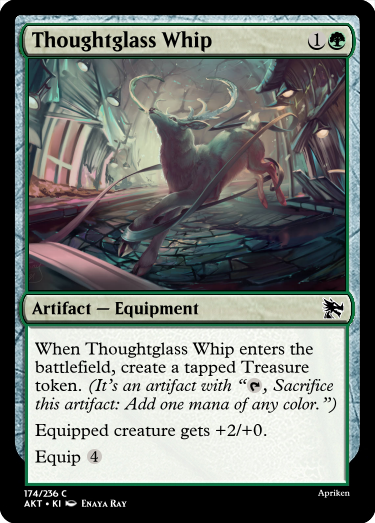 Thoughtglass Whip 1
Artifact — Equipment
When Thoughtglass Whip enters the
battlefield, create a tapped Treasure
token. (It's an artifact with “, Sacrifice
this artifact: Add one mana of any color.”)
Equipped creature gets +2/+0.
Equip 4
174/236 C
AKT • KI Enaya Ray
Apriken